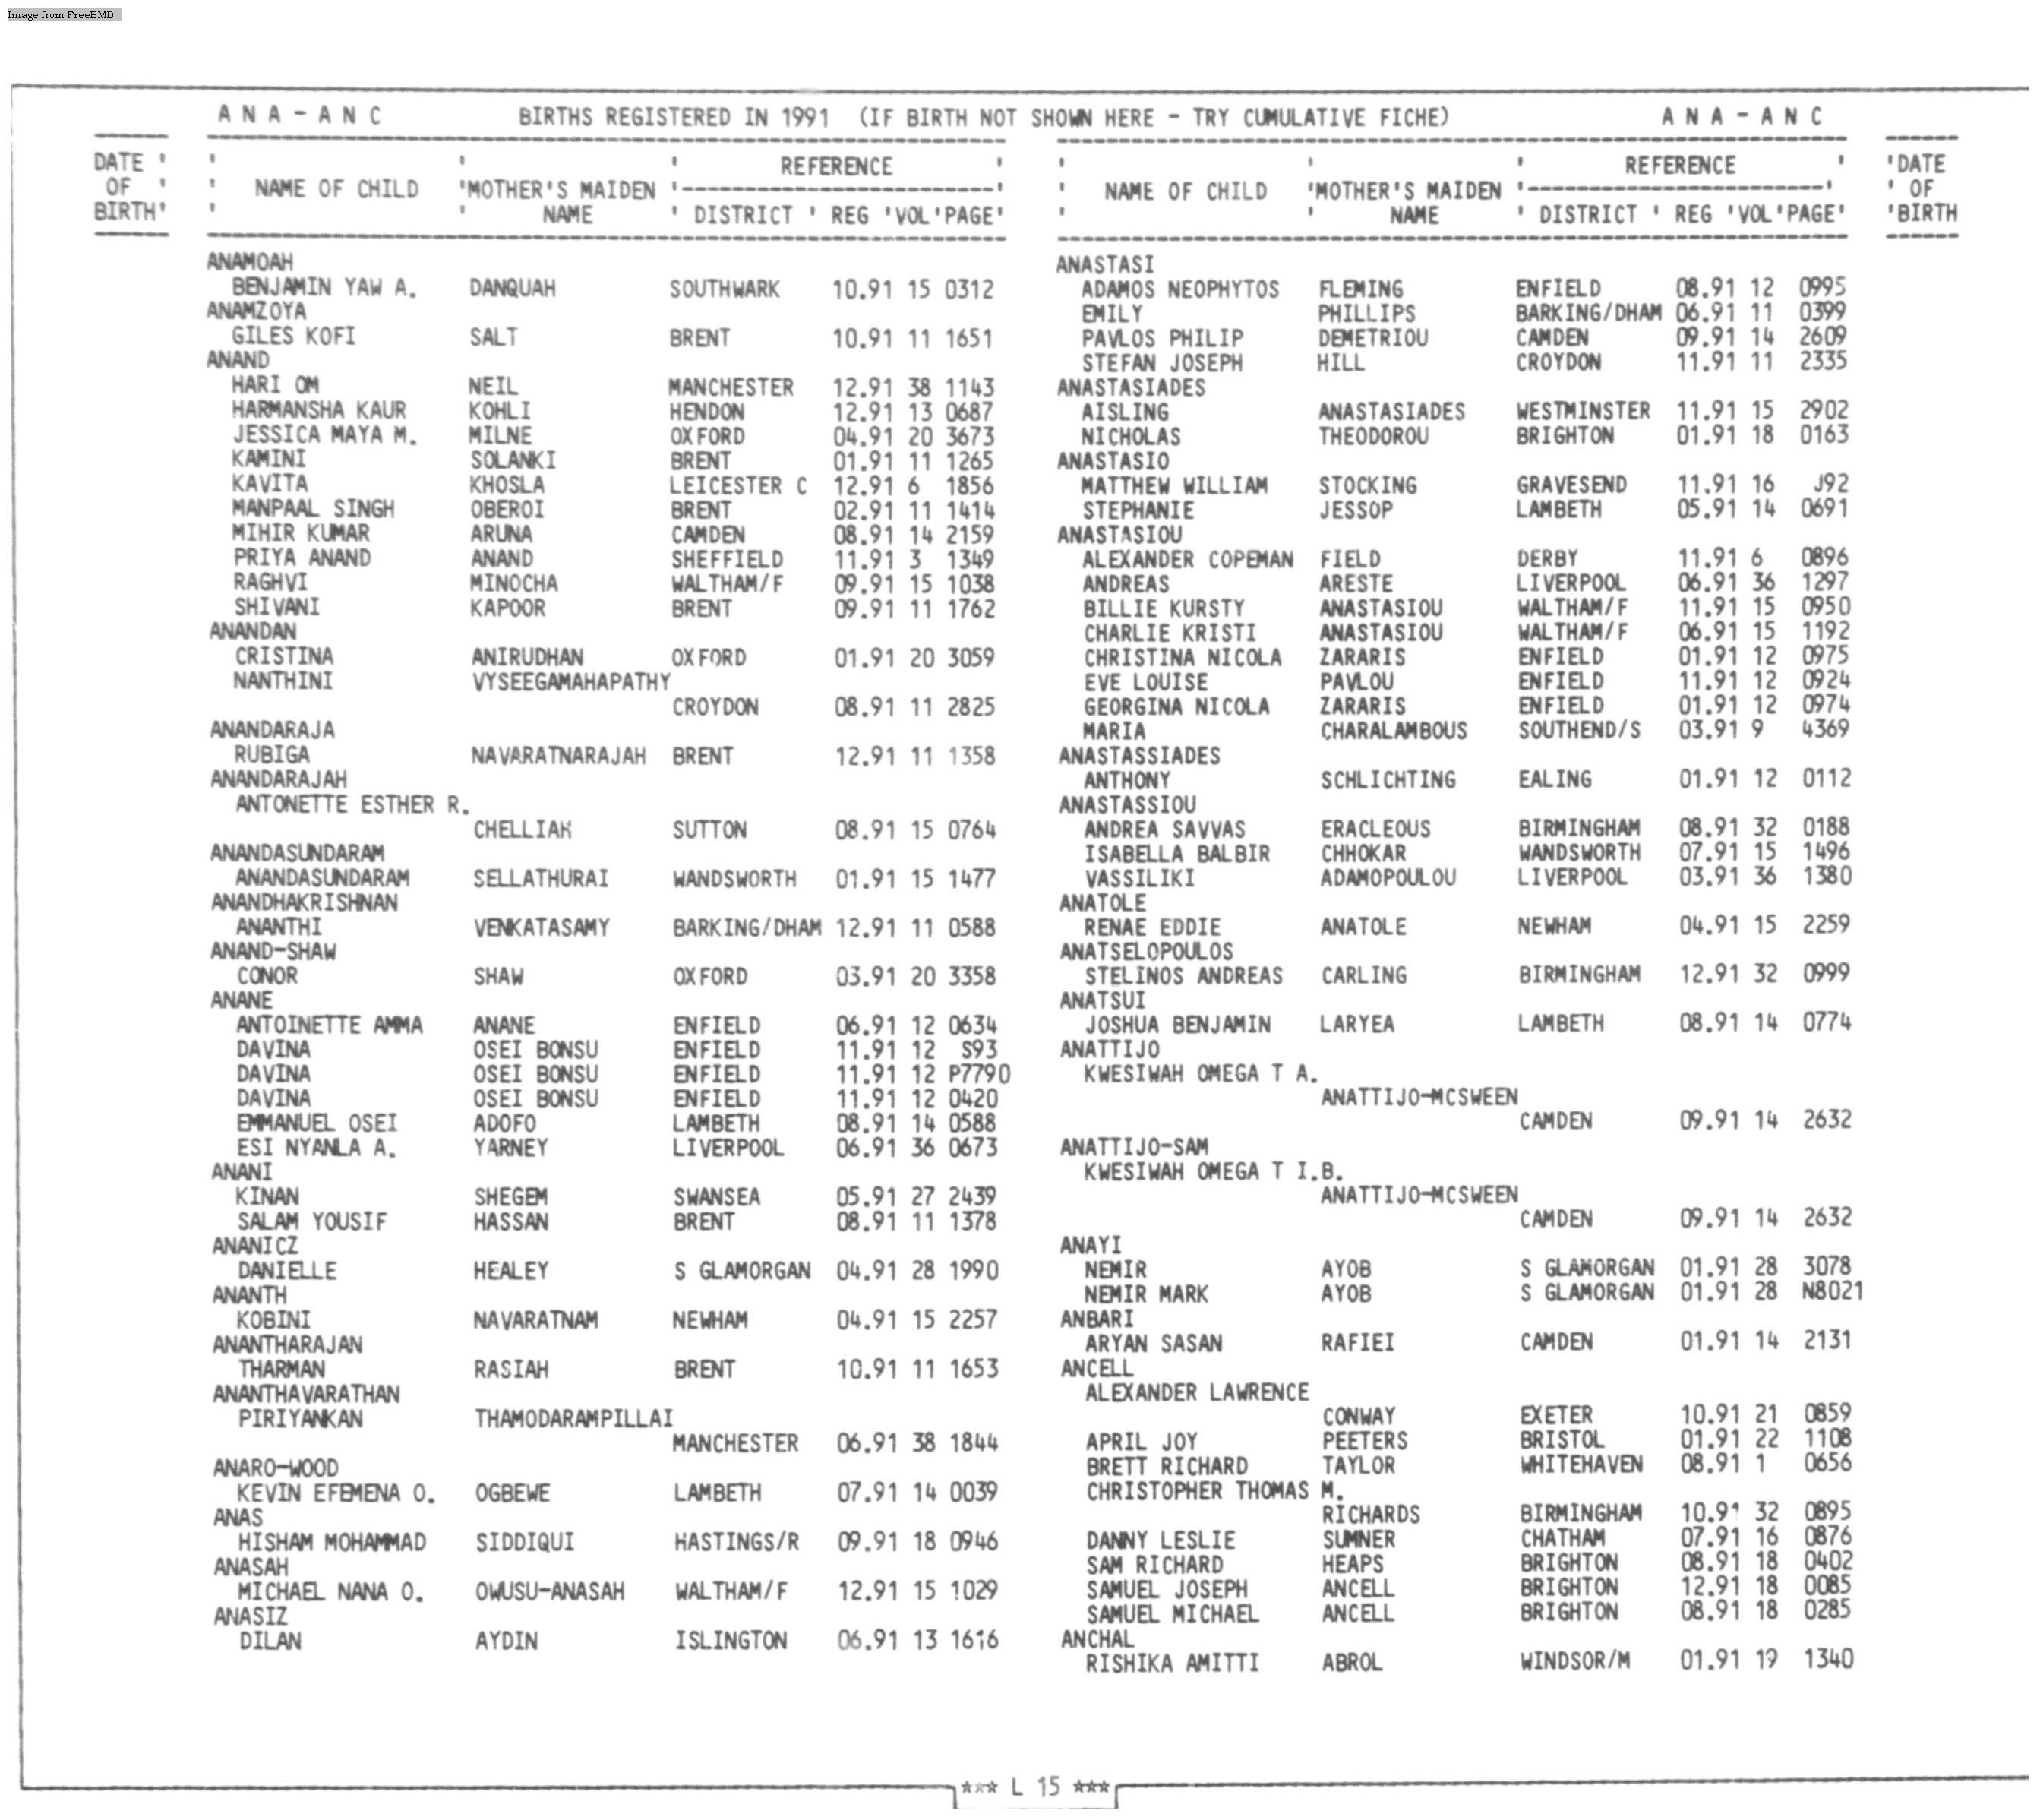 Image from FreeBMD
A N A - A N C BIRTHS REGISTERED IN 1991 (IF BIRTH NOT SHOWN HERE - TRY CUMULATIVE FICHE) A N A - A N C
DATE OF BIRTH
NAME OF CHILD 'MOTHER'S MAIDEN NAME ' REFERENCE
' DISTRICT ' REG 'VOL'PAGE'
ANAMOAH
BENJAMIN YAW A. DANQUAH SOUTHWARK 10.91 15 0312
ANAMZOYA
GILES KOFI SALT BRENT 10.91 11 1651
ANAND
HARI OM NEIL MANCHESTER 12.91 38 1143
HARMANSHA KAUR KOHLI HENDON 12.91 13 0687
JESSICA MAYA M. MILNE OXFORD 04.91 20 3673
KAMINI SOLANKI BRENT 01.91 11 1265
KAVITA KHOSLA LEICESTER C 12.91 6 1856
MANPAAL SINGH OBEROI BRENT 02.91 11 1414
MIHIR KUMAR ARUNA CAMDEN 08.91 14 2159
PRIYA ANAND ANAND SHEFFIELD 11.91 3 1349
RAGHVI MINOCHA WALTHAM/F 09.91 15 1038
SHIVANI KAPOOR BRENT 09.91 11 1762
ANANDAN
CRISTINA ANIRUDHAN OXFORD 01.91 20 3059
NANTHINI VYSEEGAMAHAPATHY
CROYDON 08.91 11 2825
ANANDARAJA
RUBIGA NAVARATNARAJAH BRENT 12.91 11 1358
ANANDARAJAH
ANTONETTE ESTHER R.
CHELLIAH SUTTON 08.91 15 0764
ANANDASUNDARAM
ANANDASUNDARAM SELLATHURAI WANDSWORTH 01.91 15 1477
ANANDHAKRISHNAN
ANANTHI VENKATASAMY BARKING/DHAM 12.91 11 0588
ANAND-SHAW
CONOR SHAW OXFORD 03.91 20 3358
ANANE
ANTOINETTE AMMA ANANE ENFIELD 06.91 12 0634
DAVINA OSEI BONSU ENFIELD 11.91 12 S93
DAVINA OSEI BONSU ENFIELD 11.91 12 P7790
DAVINA OSEI BONSU ENFIELD 11.91 12 0420
EMMANUEL OSEI ADOFO LAMBETH 08.91 14 0588
ESI NYANLA A. YARNEY LIVERPOOL 06.91 36 0673
ANANI
KINAN SHEGEM SWANSEA 05.91 27 2439
SALAM YOUSIF HASSAN BRENT 08.91 11 1378
ANANICZ
DANIELLE HEALEY S GLAMORGAN 04.91 28 1990
ANANTH
KOBINI NAVARATNAM NEWHAM 04.91 15 2257
ANANTHARAJAN
THARMAN RASIAH BRENT 10.91 11 1653
ANANTHAVARATHAN
PIRIYANKAN THAMODARAMPILLAI
MANCHESTER 06.91 38 1844
ANARO-WOOD
KEVIN EFEMENA O. OGBEWE LAMBETH 07.91 14 0039
ANAS
HISHAM MOHAMMAD SIDDIQUI HASTINGS/R 09.91 18 0946
ANASAH
MICHAEL NANA O. OWUSU-ANASAH WALTHAM/F 12.91 15 1029
ANASIZ
DILAN AYDIN ISLINGTON 06.91 13 1616
NAME OF CHILD 'MOTHER'S MAIDEN NAME ' REFERENCE
' DISTRICT ' REG 'VOL'PAGE'
'DATE ' OF 'BIRTH
ANASTASI
ADAMOS NEOPHYTOS FLEMING ENFIELD 08.91 12 0995
EMILY PHILLIPS BARKING/DHAM 06.91 11 0399
PAVLOS PHILIP DEMETRIOU CAMDEN 09.91 14 2609
STEFAN JOSEPH HILL CROYDON 11.91 11 2335
ANASTASIADES
AISLING ANASTASIADES WESTMINSTER 11.91 15 2902
NICHOLAS THEODOROU BRIGHTON 01.91 18 0163
ANASTASIO
MATTHEW WILLIAM STOCKING GRAVESEND 11.91 16 J92
STEPHANIE JESSOP LAMBETH 05.91 14 0691
ANASTASIOU
ALEXANDER COPEMAN FIELD DERBY 11.91 6 0896
ANDREAS ARESTE LIVERPOOL 06.91 36 1297
BILLIE KURSTY ANASTASIOU WALTHAM/F 11.91 15 0950
CHARLIE KRISTI ANASTASIOU WALTHAM/F 06.91 15 1192
CHRISTINA NICOLA ZARARIS ENFIELD 01.91 12 0975
EVE LOUISE PAVLOU ENFIELD 11.91 12 0924
GEORGINA NICOLA ZARARIS ENFIELD 01.91 12 0974
MARIA CHARALAMBOUS SOUTHEND/S 03.91 9 4369
ANASTASSIADES
ANTHONY SCHLICHTING EALING 01.91 12 0112
ANASTASSIOU
ANDREA SAVVAS ERACLEOUS BIRMINGHAM 08.91 32 0188
ISABELLA BALBIR CHHOKAR WANDSWORTH 07.91 15 1496
VASSILIKI ADAMOPOULOU LIVERPOOL 03.91 36 1380
ANATOLE
RENAE EDDIE ANATOLE NEWHAM 04.91 15 2259
ANATSELOPOULOS
STELINOS ANDREAS CARLING BIRMINGHAM 12.91 32 0999
ANATSUI
JOSHUA BENJAMIN LARYEA LAMBETH 08.91 14 0774
ANATTIJO
KWESIWAH OMEGA T A.
ANATTIJO-MCSWEEN
CAMDEN 09.91 14 2632
ANATTIJO-SAM
KWESIWAH OMEGA T I.B.
ANATTIJO-MCSWEEN
CAMDEN 09.91 14 2632
ANAYI
NEMIR AYOB S GLAMORGAN 01.91 28 3078
NEMIR MARK AYOB S GLAMORGAN 01.91 28 N8021
ANBARI
ARYAN SASAN RAFIEI CAMDEN 01.91 14 2131
ANCELL
ALEXANDER LAWRENCE
CONWAY EXETER 10.91 21 0859
APRIL JOY PEETERS BRISTOL 01.91 22 1108
BRETT RICHARD TAYLOR WHITEHAVEN 08.91 1 0656
CHRISTOPHER THOMAS M.
RICHARDS BIRMINGHAM 10.91 32 0895
DANNY LESLIE SUMNER CHATHAM 07.91 16 0876
SAM RICHARD HEAPS BRIGHTON 08.91 18 0402
SAMUEL JOSEPH ANCELL BRIGHTON 12.91 18 0085
SAMUEL MICHAEL ANCELL BRIGHTON 08.91 18 0285
ANCHAL
RISHIKA AMITTI ABROL WINDSOR/M 01.91 19 1340
*** L 15 ***